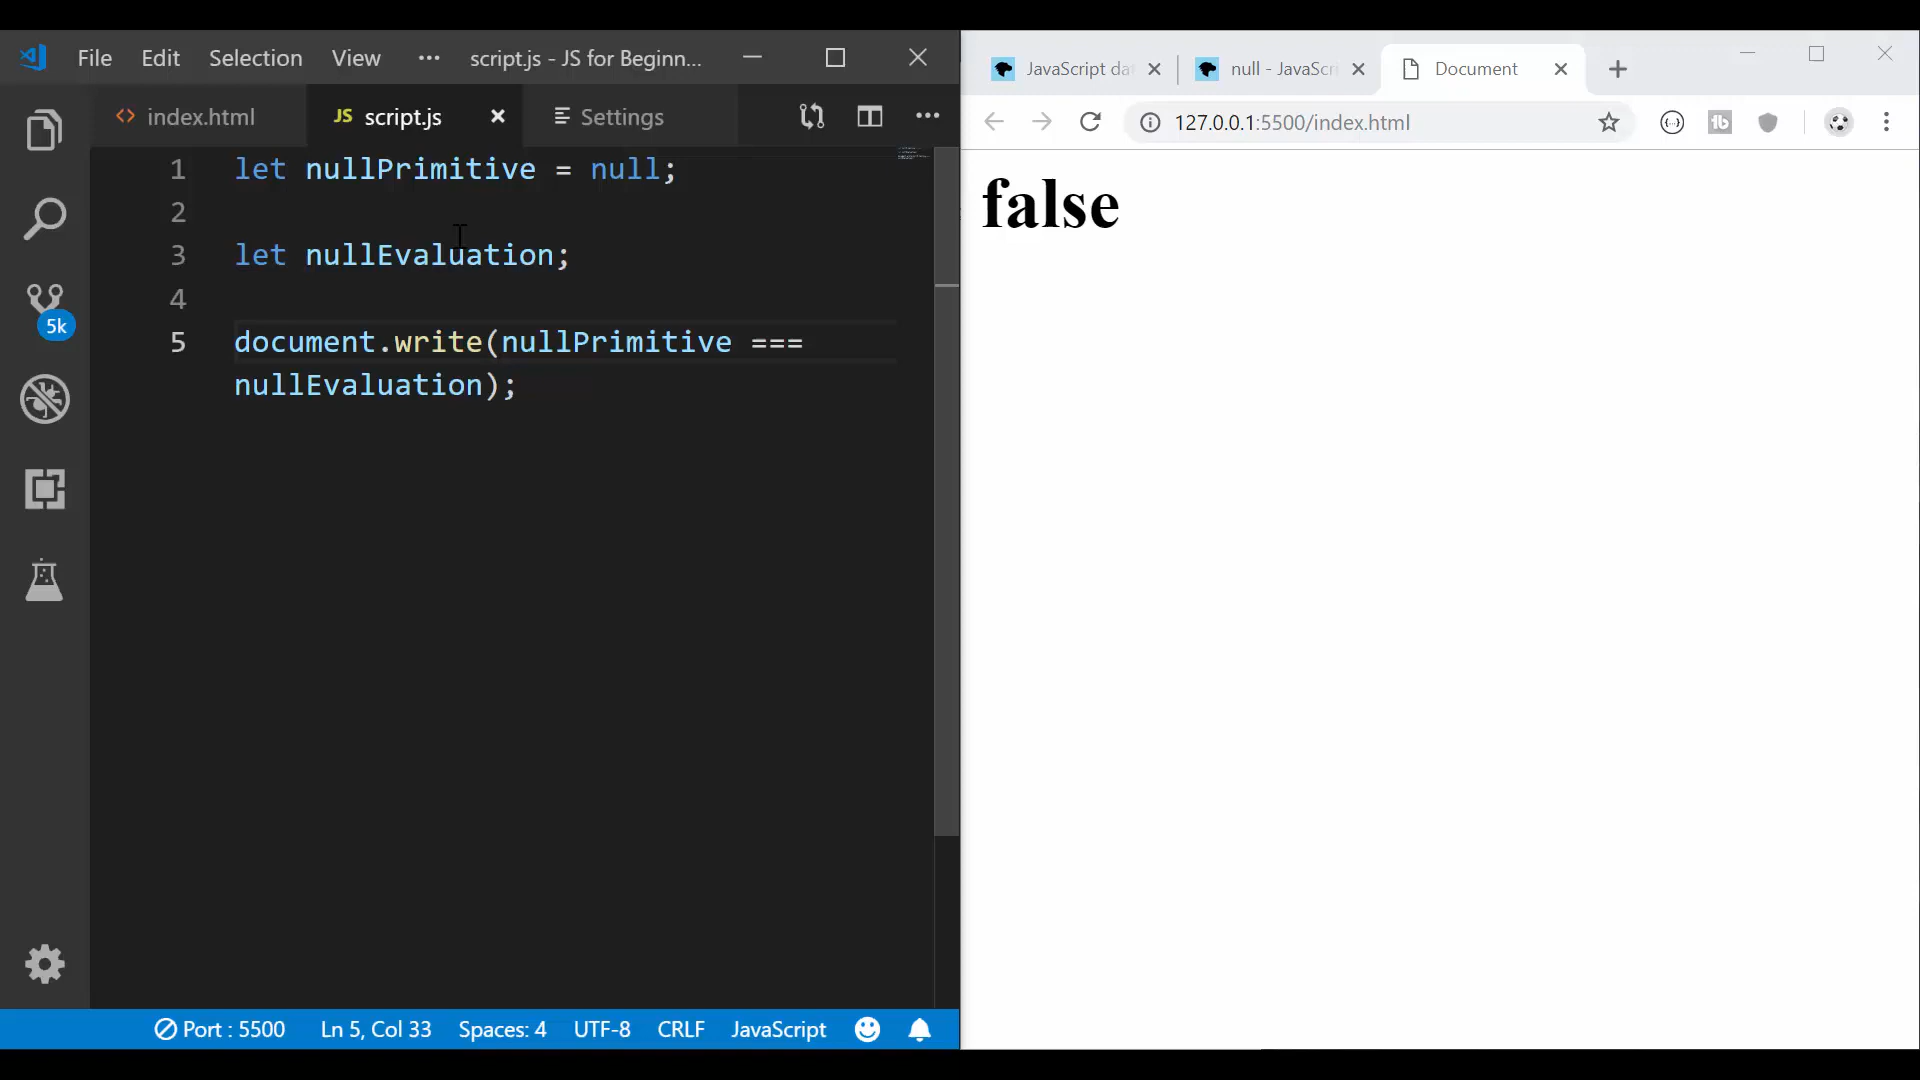 File Edit Selection View ··· script.js - JS for Beginn...
index.html JS script.js Settings
1 let nullPrimitive = null;
2
3 let nullEvaluation;
4
5 document.write(nullPrimitive ===
nullEvaluation);
5k
Port : 5500 Ln 5, Col 33 Spaces: 4 UTF-8 CRLF JavaScript
JavaScript dat null - JavaScri Document
127.0.0.1:5500/index.html
false